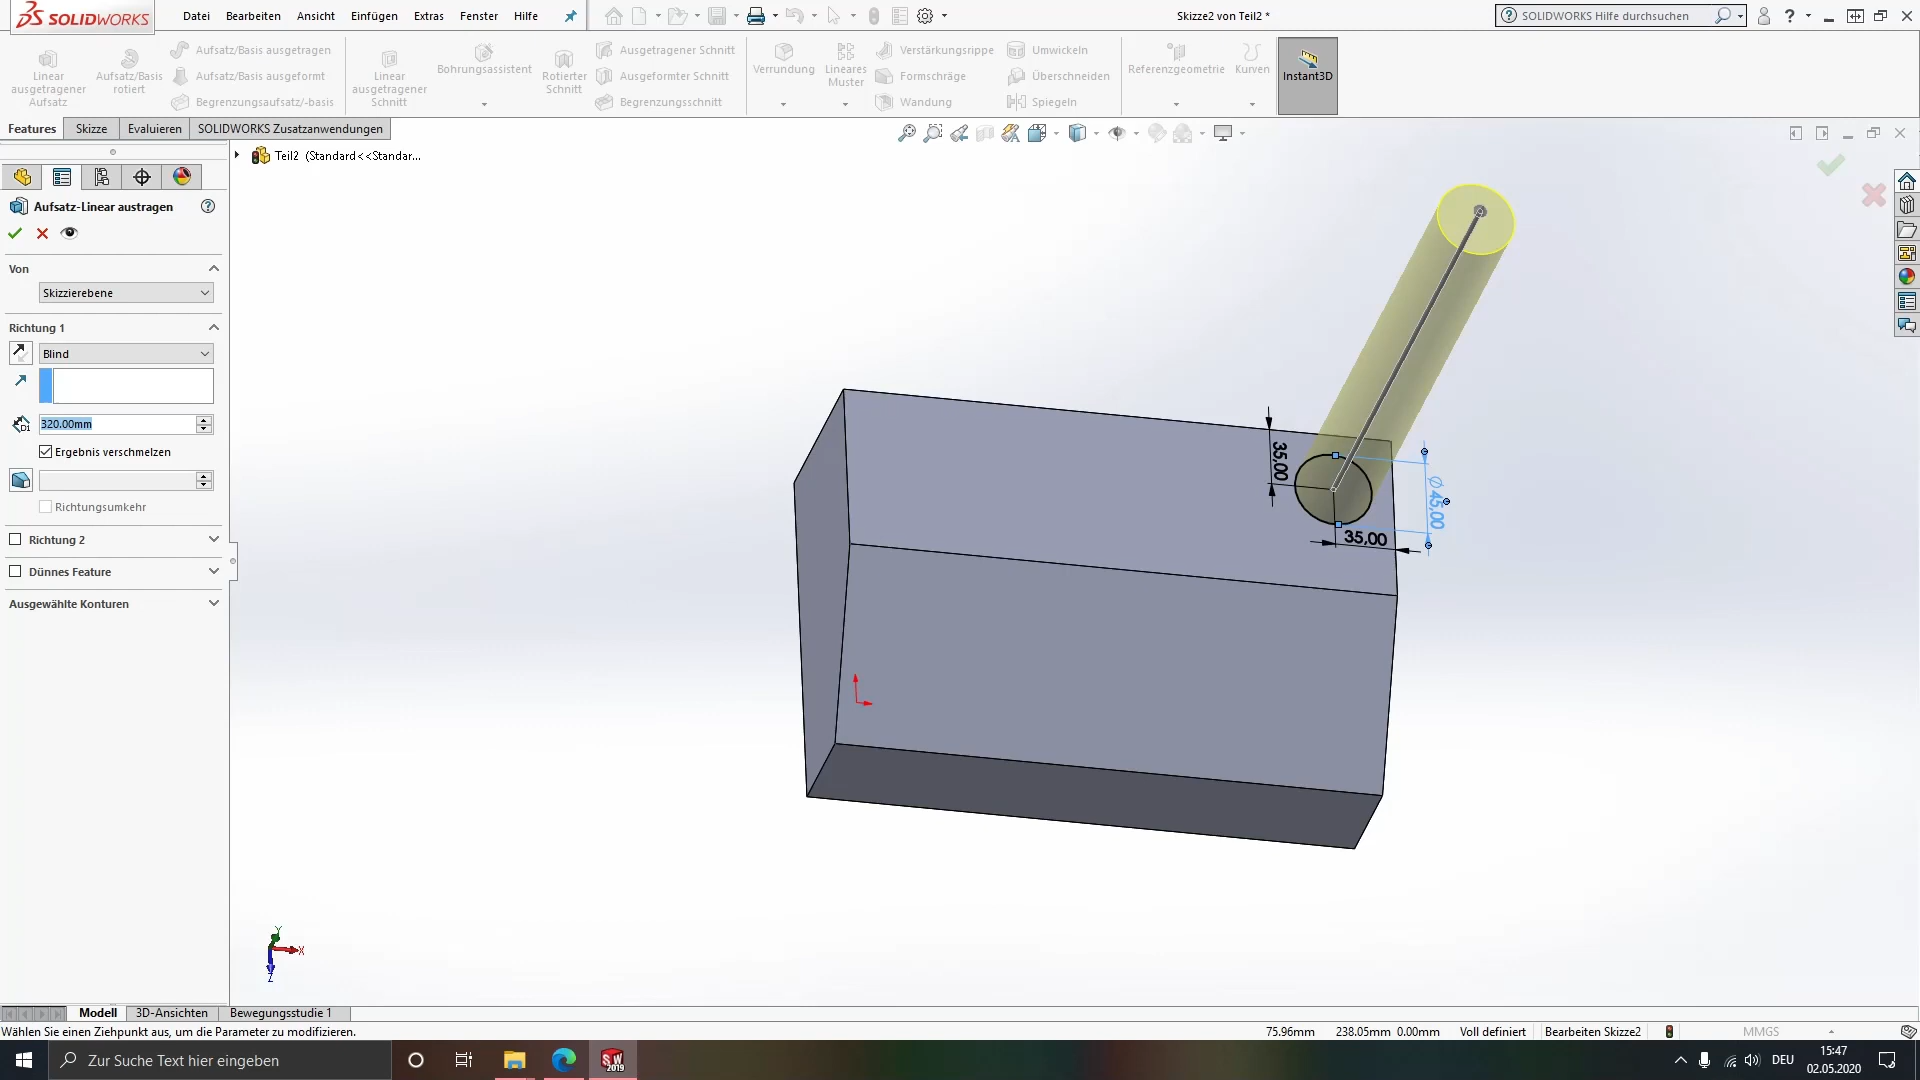 SOLIDWORKS
Datei Bearbeiten Ansicht Einfügen Extras Fenster Hilfe
Skizze2 von Teil2 *
SOLIDWORKS Hilfe durchsuchen
?
Linear ausgetragener Aufsatz
Aufsatz/Basis rotiert
Aufsatz/Basis ausgetragen
Aufsatz/Basis ausgeformt
Begrenzungsaufsatz/-basis
Linear ausgetragener Schnitt
Bohrungsassistent
Rotierter Schnitt
Ausgetragener Schnitt
Ausgeformter Schnitt
Begrenzungsschnitt
Verrundung
Lineares Muster
Verstärkungsrippe
Formschräge
Wandung
Umwickeln
Überschneiden
Spiegeln
Referenzgeometrie
Kurven
Instant3D
Features Skizze Evaluieren SOLIDWORKS Zusatzanwendungen
Teil2 (Standard<<Standar...
Aufsatz-Linear austragen
?
Von
Skizzierebene
Richtung 1
Blind
D1
320.00mm
Ergebnis verschmelzen
Richtungsumkehr
Richtung 2
Dünnes Feature
Ausgewählte Konturen
35,00
35,00
Ø 45,00
Y
X
Z
Modell 3D-Ansichten Bewegungsstudie 1
Wählen Sie einen Ziehpunkt aus, um die Parameter zu modifizieren.
75.96mm 238.05mm 0.00mm Voll definiert Bearbeiten Skizze2 MMGS
Zur Suche Text hier eingeben
SW 2019
DEU
15:47
02.05.2020